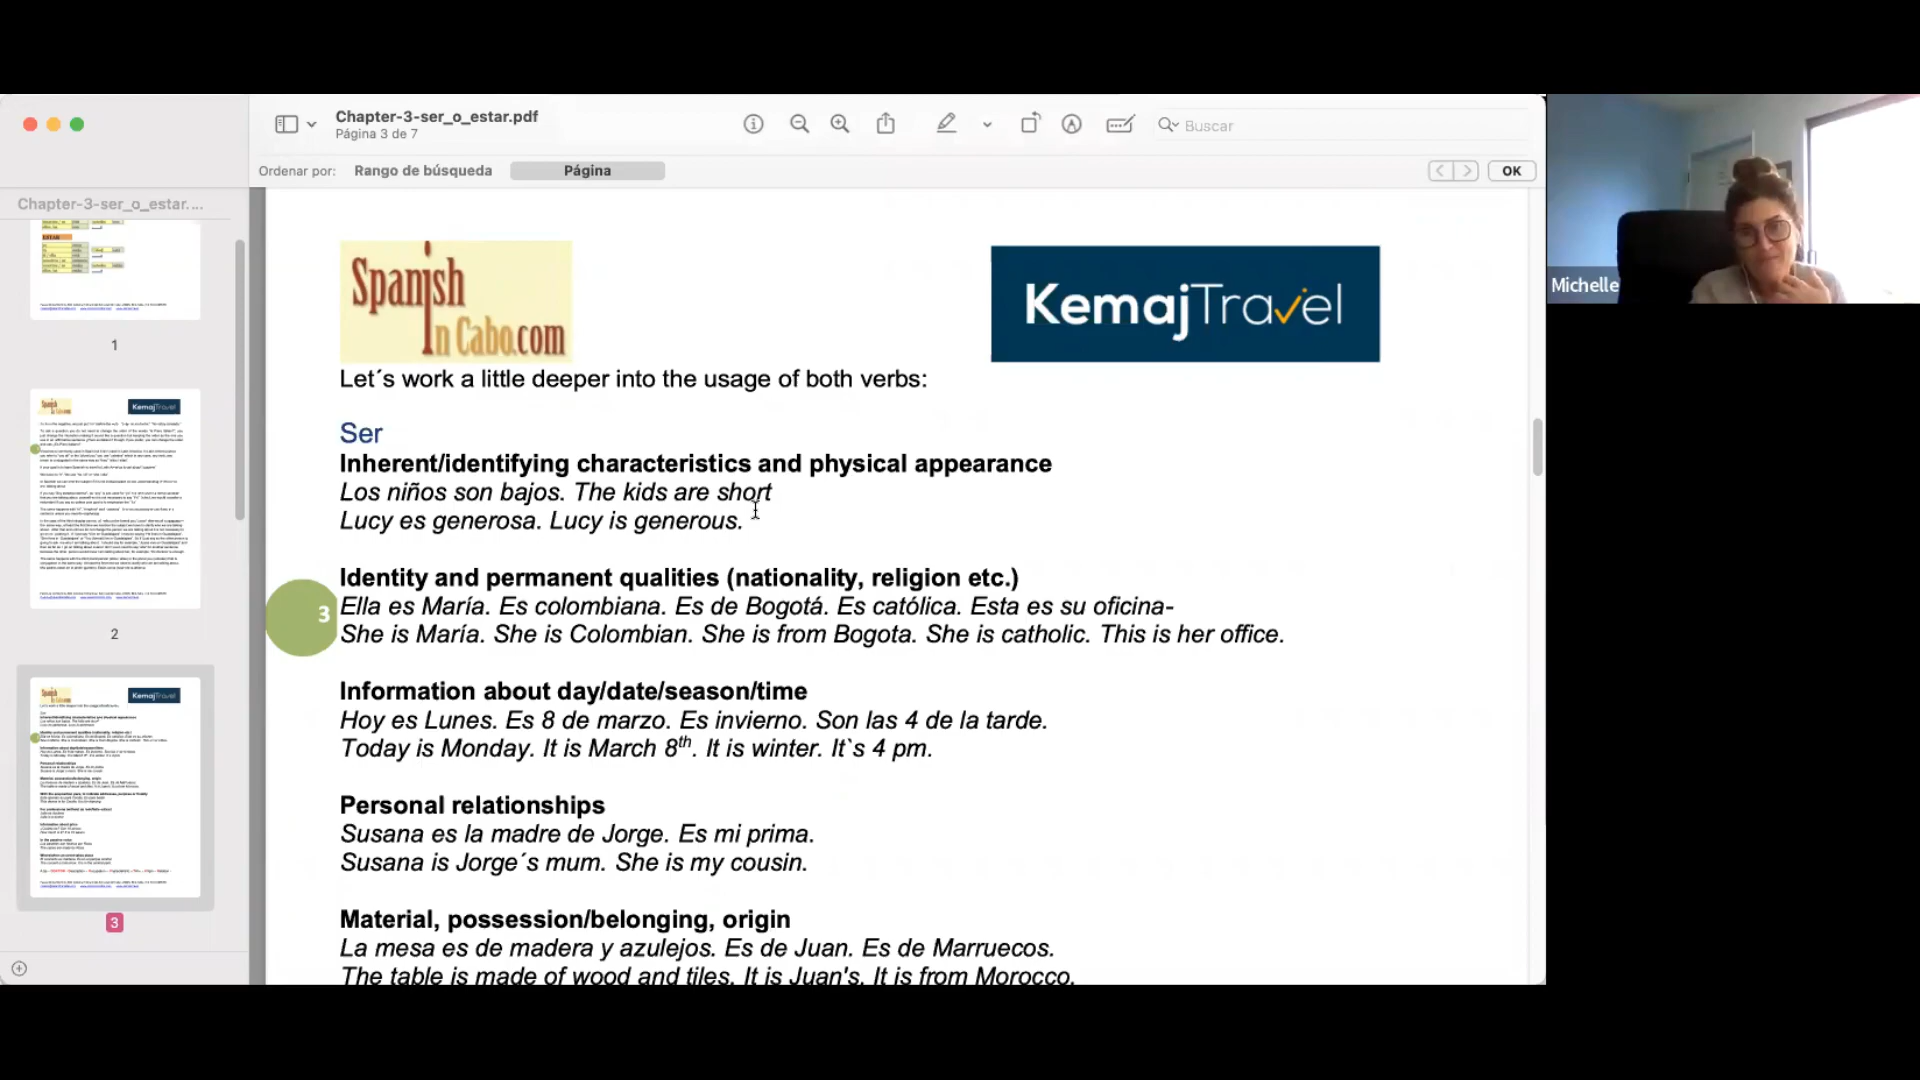 Chapter-3-ser_o_estar.pdf
Página 3 de 7
Buscar
Ordenar por: Rango de búsqueda Página OK
Chapter-3-ser_o_estar....
1
2
3
Spanish
In Cabo.com
KemajTravel
Let´s work a little deeper into the usage of both verbs:
Ser
Inherent/identifying characteristics and physical appearance
Los niños son bajos. The kids are short
Lucy es generosa. Lucy is generous.
Identity and permanent qualities (nationality, religion etc.)
3
Ella es María. Es colombiana. Es de Bogotá. Es católica. Esta es su oficina-
She is María. She is Colombian. She is from Bogota. She is catholic. This is her office.
Information about day/date/season/time
Hoy es Lunes. Es 8 de marzo. Es invierno. Son las 4 de la tarde.
Today is Monday. It is March 8th. It is winter. It`s 4 pm.
Personal relationships
Susana es la madre de Jorge. Es mi prima.
Susana is Jorge´s mum. She is my cousin.
Material, possession/belonging, origin
La mesa es de madera y azulejos. Es de Juan. Es de Marruecos.
The table is made of wood and tiles. It is Juan's. It is from Morocco.
Michelle